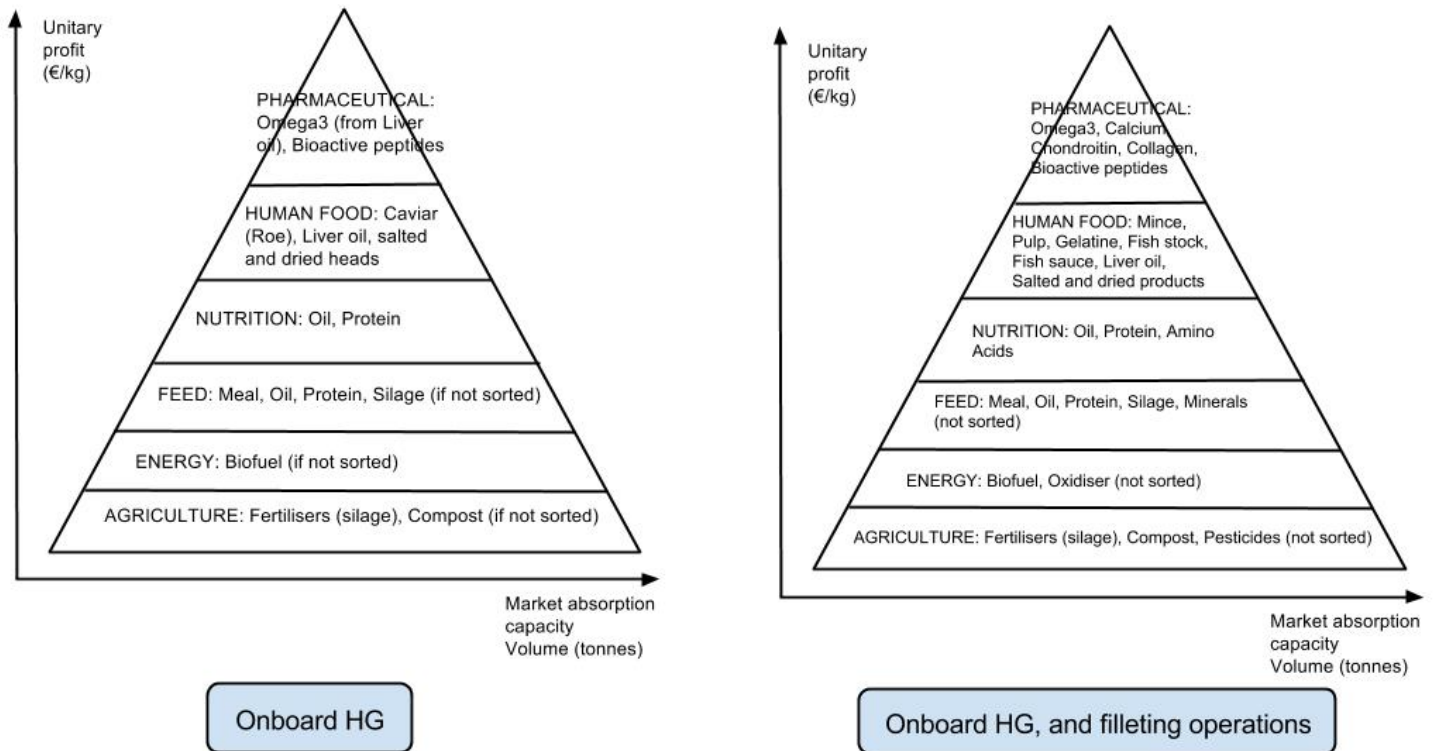 Unitary
profit
(€/kg)
PHARMACEUTICAL:
Omega3 (from Liver
oil), Bioactive peptides
HUMAN FOOD: Caviar
(Roe), Liver oil, salted
and dried heads
NUTRITION: Oil, Protein
FEED: Meal, Oil, Protein, Silage (if not sorted)
ENERGY: Biofuel (if not sorted)
AGRICULTURE: Fertilisers (silage), Compost (if not sorted)
Market absorption
capacity
Volume (tonnes)
Onboard HG
Unitary
profit
(€/kg)
PHARMACEUTICAL:
Omega3, Calcium,
Chondroitin, Collagen,
Bioactive peptides
HUMAN FOOD: Mince,
Pulp, Gelatine, Fish stock,
Fish sauce, Liver oil,
Salted and dried products
NUTRITION: Oil, Protein, Amino
Acids
FEED: Meal, Oil, Protein, Silage, Minerals
(not sorted)
ENERGY: Biofuel, Oxidiser (not sorted)
AGRICULTURE: Fertilisers (silage), Compost, Pesticides (not sorted)
Market absorption
capacity
Volume (tonnes)
Onboard HG, and filleting operations